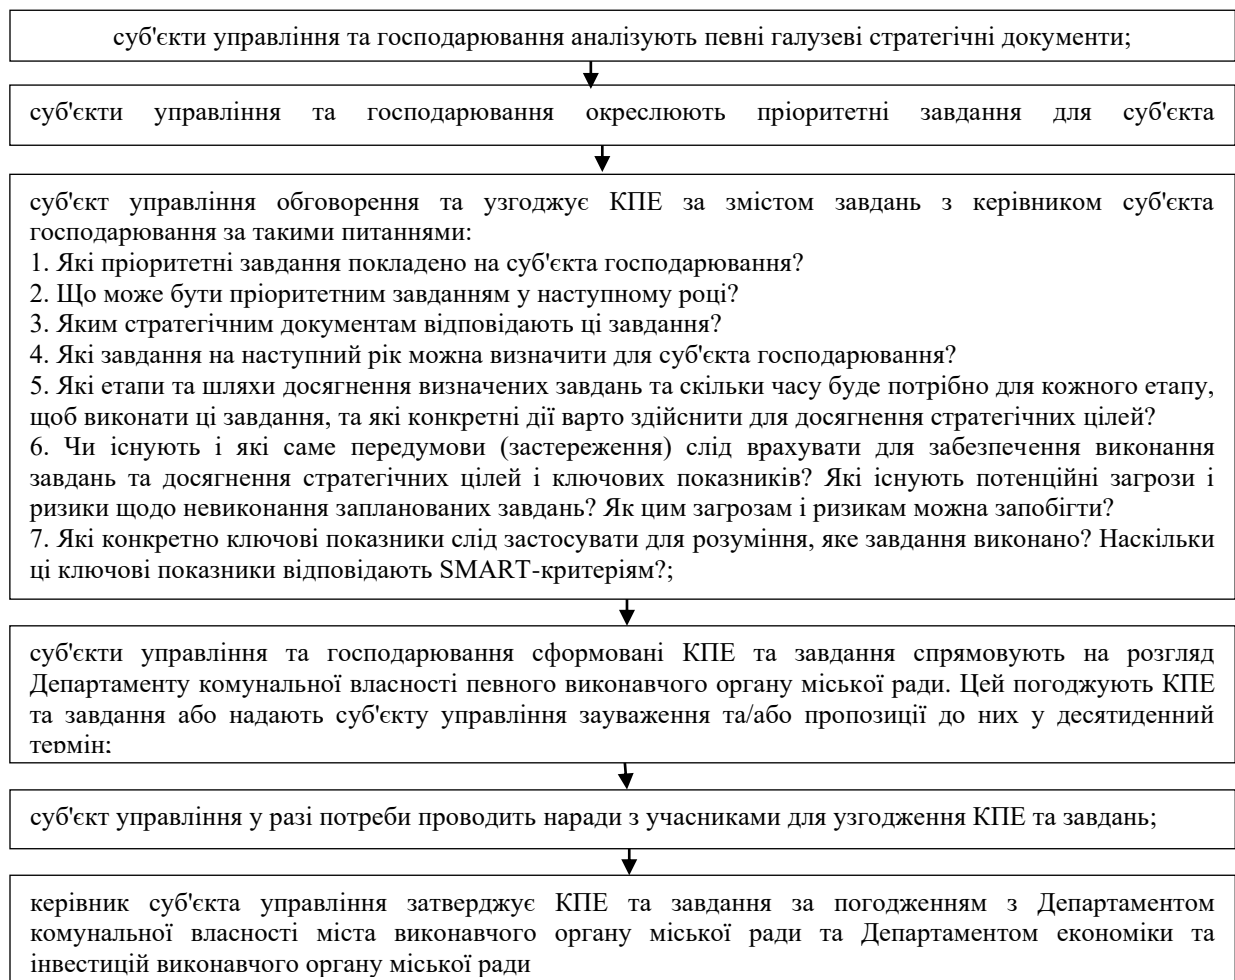 суб'єкти управління та господарювання аналізують певні галузеві стратегічні документи;
суб'єкти управління та господарювання окреслюють пріоритетні завдання для суб'єкта
суб'єкт управління обговорення та узгоджує КПЕ за змістом завдань з керівником суб'єкта
господарювання за такими питаннями:
1. Які пріоритетні завдання покладено на суб'єкта господарювання?
2. Що може бути пріоритетним завданням у наступному році?
3. Яким стратегічним документам відповідають ці завдання?
4. Які завдання на наступний рік можна визначити для суб'єкта господарювання?
5. Які етапи та шляхи досягнення визначених завдань та скільки часу буде потрібно для кожного етапу,
щоб виконати ці завдання, та які конкретні дії варто здійснити для досягнення стратегічних цілей?
6. Чи існують і які саме передумови (застереження) слід врахувати для забезпечення виконання
завдань та досягнення стратегічних цілей і ключових показників? Які існують потенційні загрози і
ризики щодо невиконання запланованих завдань? Як цим загрозам і ризикам можна запобігти?
7. Які конкретно ключові показники слід застосувати для розуміння, яке завдання виконано? Наскільки
ці ключові показники відповідають SMART-критеріям?;
суб'єкти управління та господарювання сформовані КПЕ та завдання спрямовують на розгляд
Департаменту комунальної власності певного виконавчого органу міської ради. Цей погоджують КПЕ
та завдання або надають суб'єкту управління зауваження та/або пропозиції до них у десятиденний
термін;
суб'єкт управління у разі потреби проводить наради з учасниками для узгодження КПЕ та завдань;
керівник суб'єкта управління затверджує КПЕ та завдання за погодженням з Департаментом
комунальної власності міста виконавчого органу міської ради та Департаментом економіки та
інвестицій виконавчого органу міської ради